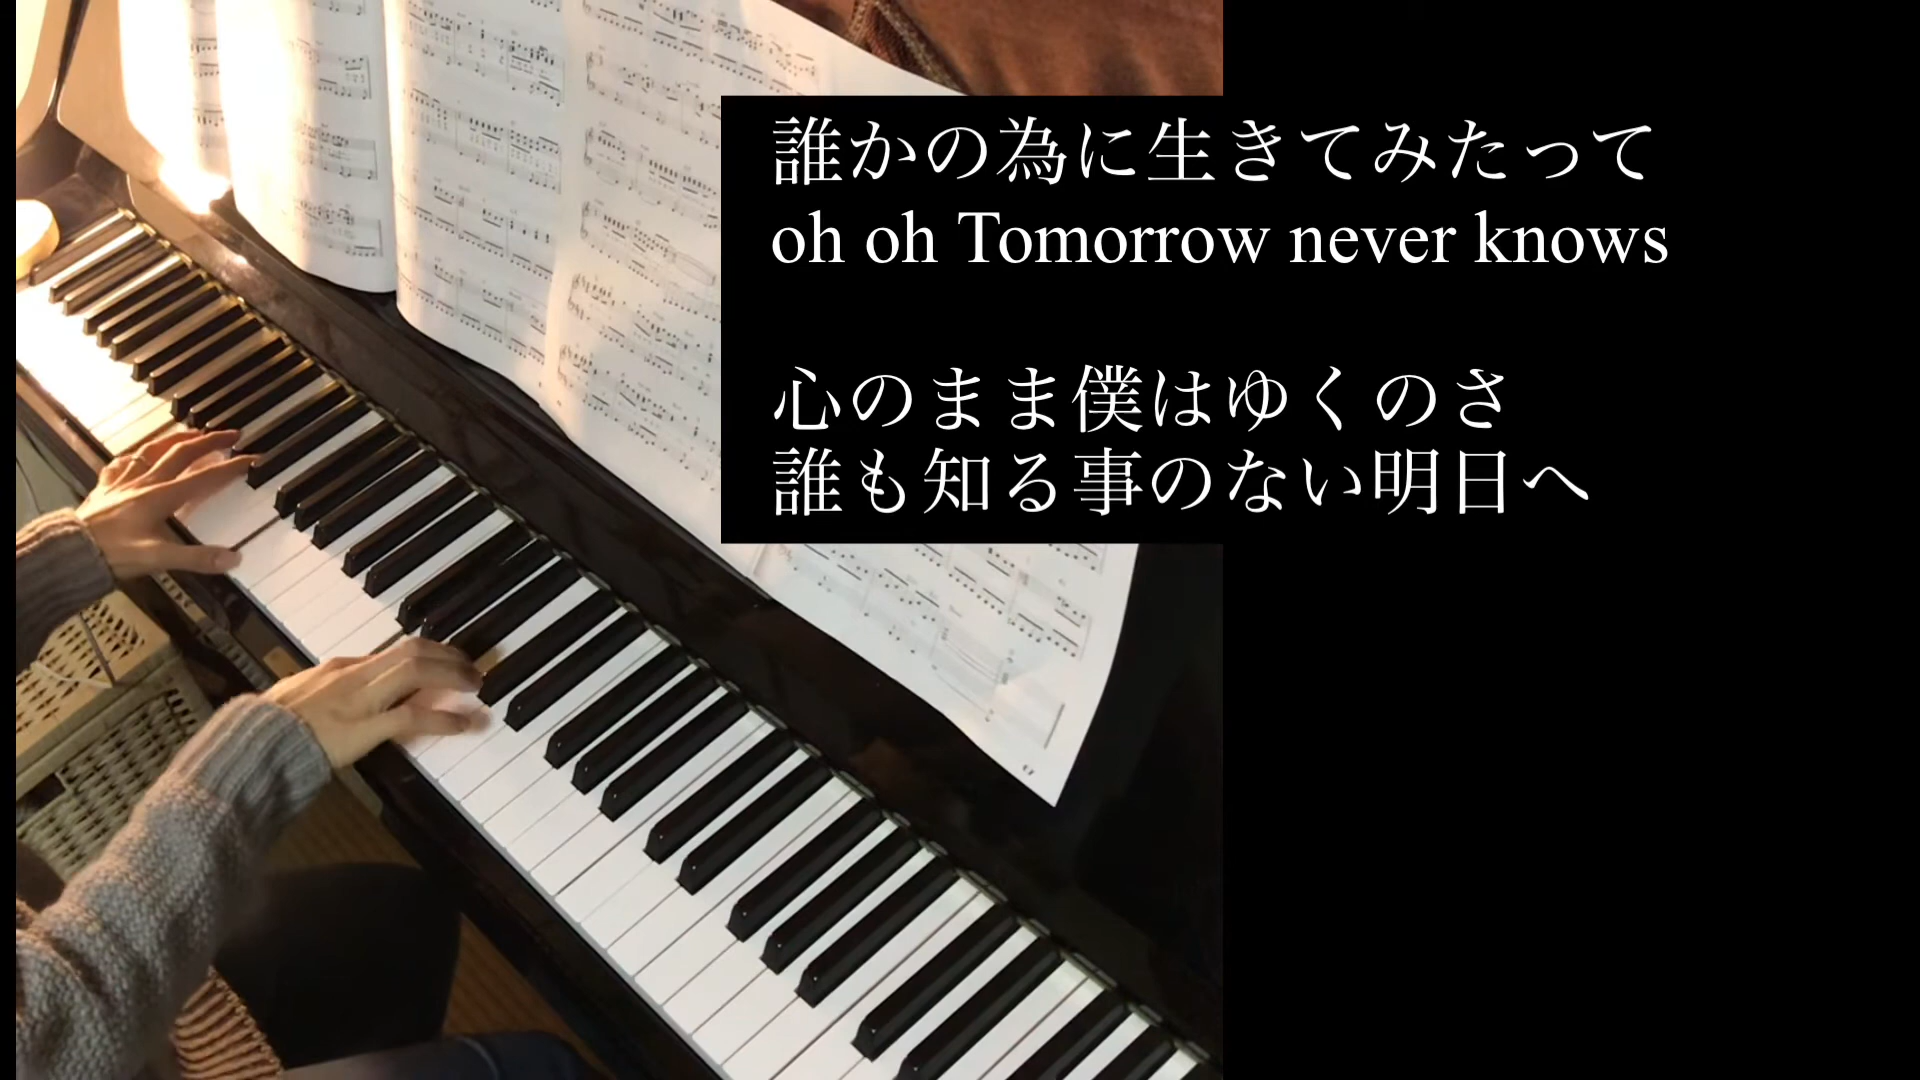 誰かの為に生きてみたって
oh oh Tomorrow never knows
心のまま僕はゆくのさ
誰も知る事のない明日へ